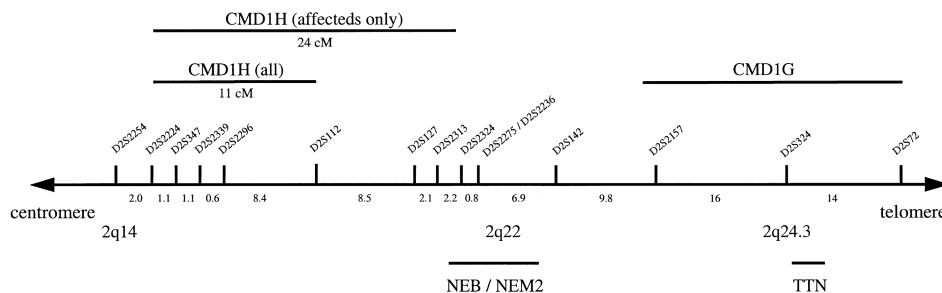 CMD1H (affecteds only)
24 cM
CMD1H (all)
11 cM
CMD1G
D2S2254
D2S2224
D2S347
D2S2339
D2S2296
D2S112
D2S127
D2S2313
D2S2324
D2S2275 / D2S2236
D2S142
D2S2157
D2S324
D2S72
2.0 1.1 1.1 0.6 8.4 8.5 2.1 2.2 0.8 6.9 9.8 16 14
centromere telomere
2q14 2q22 2q24.3
NEB / NEM2 TTN